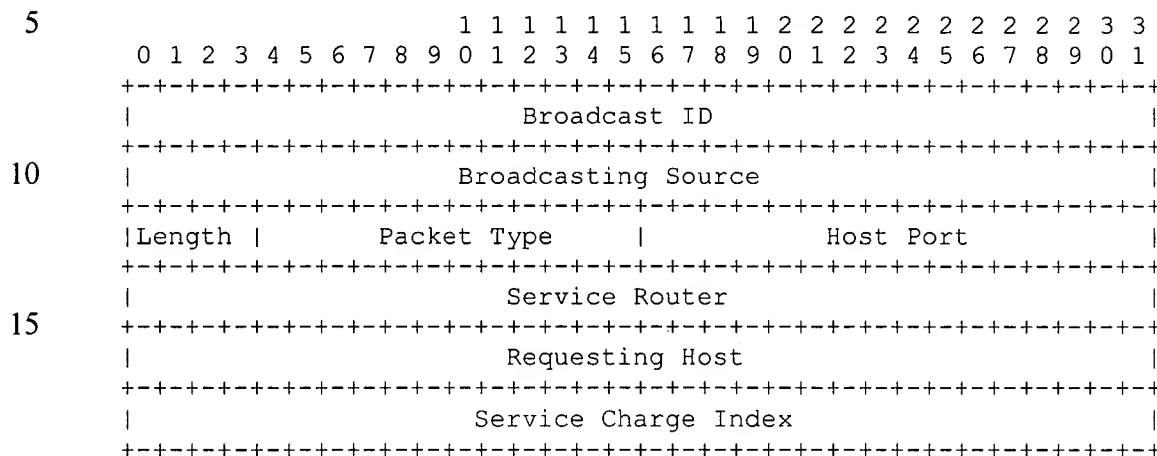 5 1 1 1 1 1 1 1 1 1 1 2 2 2 2 2 2 2 2 2 2 3 3
0 1 2 3 4 5 6 7 8 9 0 1 2 3 4 5 6 7 8 9 0 1 2 3 4 5 6 7 8 9 0 1
+-+-+-+-+-+-+-+-+-+-+-+-+-+-+-+-+-+-+-+-+-+-+-+-+-+-+-+-+-+-+-+-+
| Broadcast ID |
+-+-+-+-+-+-+-+-+-+-+-+-+-+-+-+-+-+-+-+-+-+-+-+-+-+-+-+-+-+-+-+-+
10 | Broadcasting Source |
+-+-+-+-+-+-+-+-+-+-+-+-+-+-+-+-+-+-+-+-+-+-+-+-+-+-+-+-+-+-+-+-+
|Length | Packet Type | Host Port |
+-+-+-+-+-+-+-+-+-+-+-+-+-+-+-+-+-+-+-+-+-+-+-+-+-+-+-+-+-+-+-+-+
| Service Router |
15 +-+-+-+-+-+-+-+-+-+-+-+-+-+-+-+-+-+-+-+-+-+-+-+-+-+-+-+-+-+-+-+-+
| Requesting Host |
+-+-+-+-+-+-+-+-+-+-+-+-+-+-+-+-+-+-+-+-+-+-+-+-+-+-+-+-+-+-+-+-+
| Service Charge Index |
+-+-+-+-+-+-+-+-+-+-+-+-+-+-+-+-+-+-+-+-+-+-+-+-+-+-+-+-+-+-+-+-+